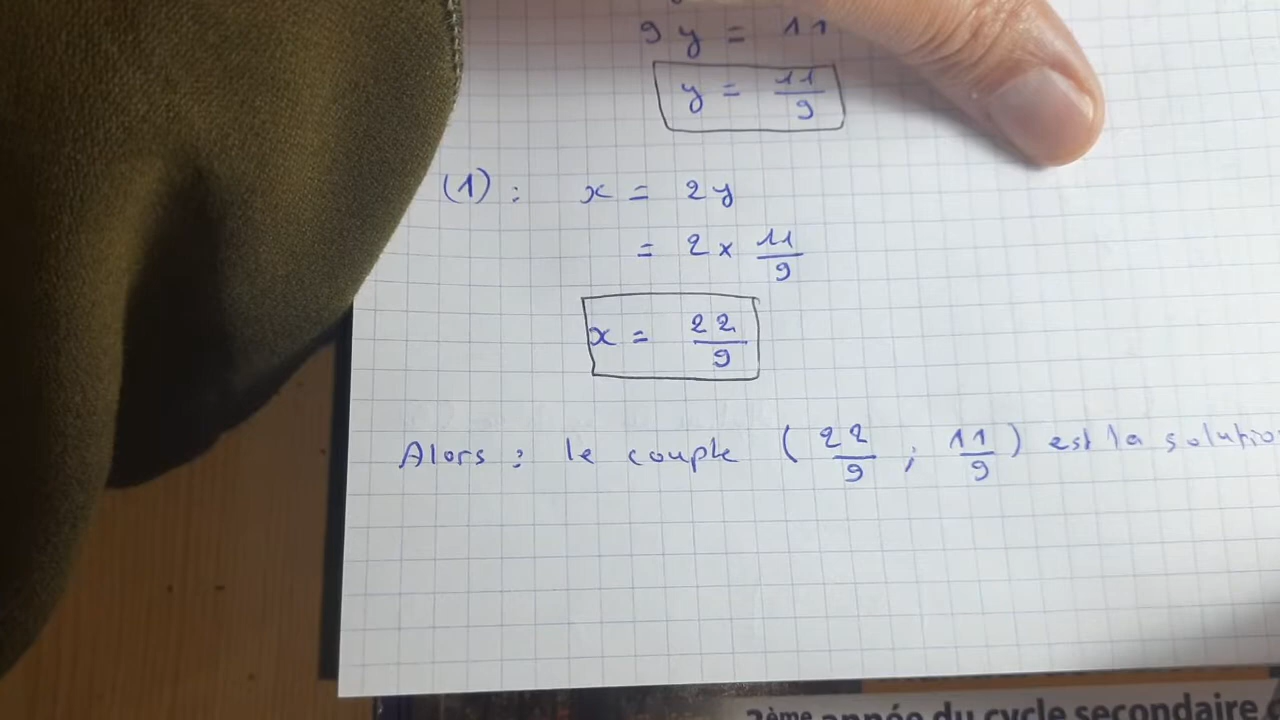 9y = 11
y = 11/9
(1) : x = 2y
= 2 × 11/9
x = 22/9
Alors : le couple ( 22/9 ; 11/9 ) est la solutio
2ème année du cycle secondaire